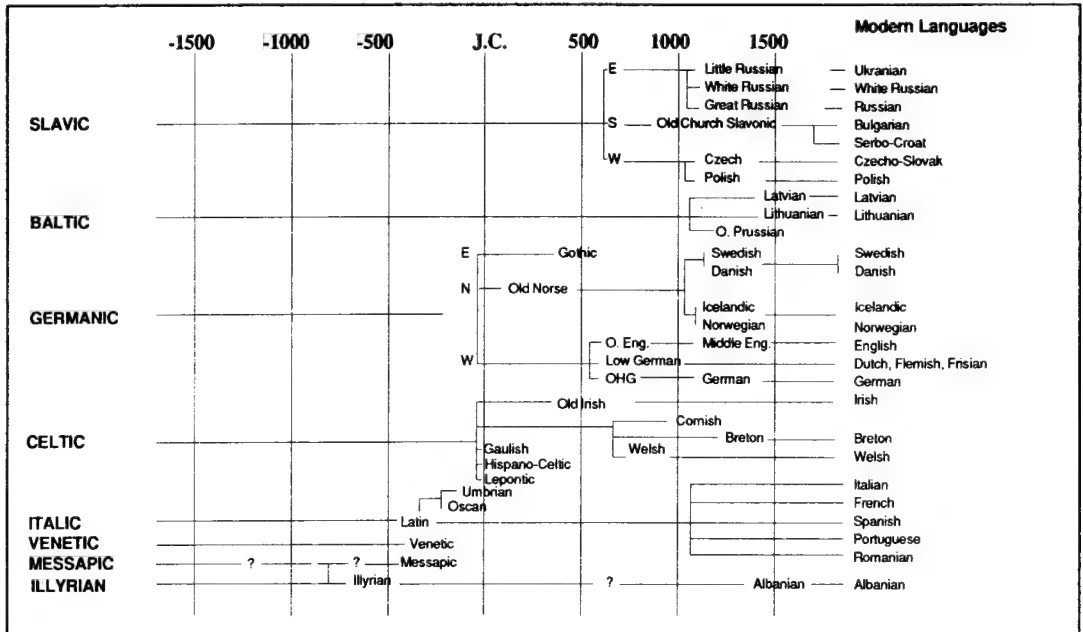 Modern Languages
-1500 -1000 -500 J.C. 500 1000 1500
E Little Russian Ukranian
White Russian White Russian
Great Russian Russian
SLAVIC S Old Church Slavonic Bulgarian
Serbo-Croat
W Czech Czecho-Slovak
Polish Polish
Latvian Latvian
BALTIC Lithuanian Lithuanian
O. Prussian
E Gothic Swedish Swedish
Danish Danish
N Old Norse
Icelandic Icelandic
GERMANIC Norwegian Norwegian
O. Eng. Middle Eng. English
W Low German Dutch, Flemish, Frisian
OHG German German
Old Irish Irish
Cornish
CELTIC Breton Breton
Gaulish Welsh Welsh
Hispano-Celtic
Lepontic
Umbrian Italian
Oscan French
ITALIC Latin Spanish
VENETIC Venetic Portuguese
MESSAPIC ? ? Messapic Romanian
ILLYRIAN Illyrian ? Albanian Albanian